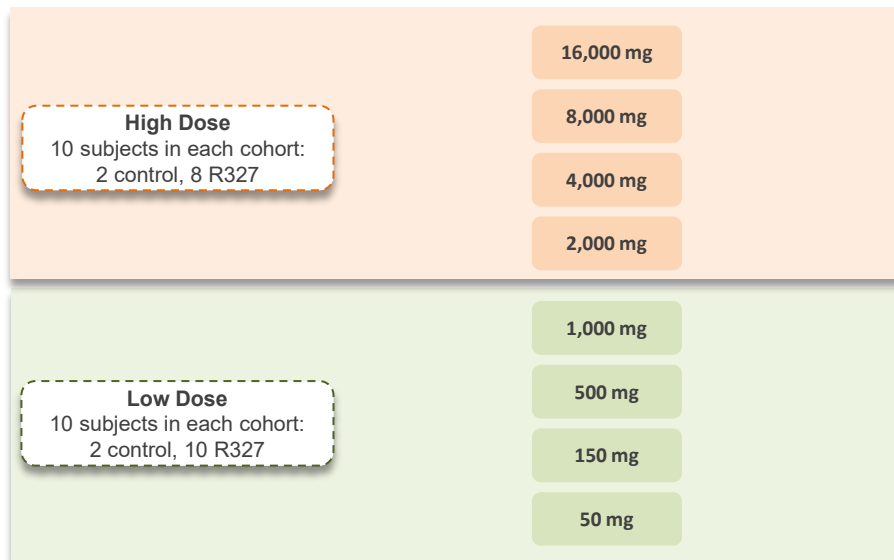 16,000 mg
High Dose
10 subjects in each cohort:
2 control, 8 R327
8,000 mg
4,000 mg
2,000 mg
1,000 mg
Low Dose
10 subjects in each cohort:
2 control, 10 R327
500 mg
150 mg
50 mg